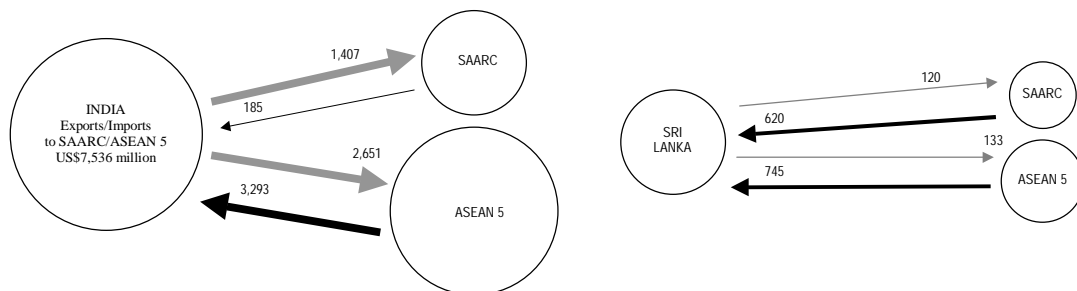 1,407
SAARC
185
INDIA
Exports/Imports
to SAARC/ASEAN 5
US$7,536 million
2,651
3,293
ASEAN 5
120
SAARC
620
SRI
LANKA
133
745
ASEAN 5